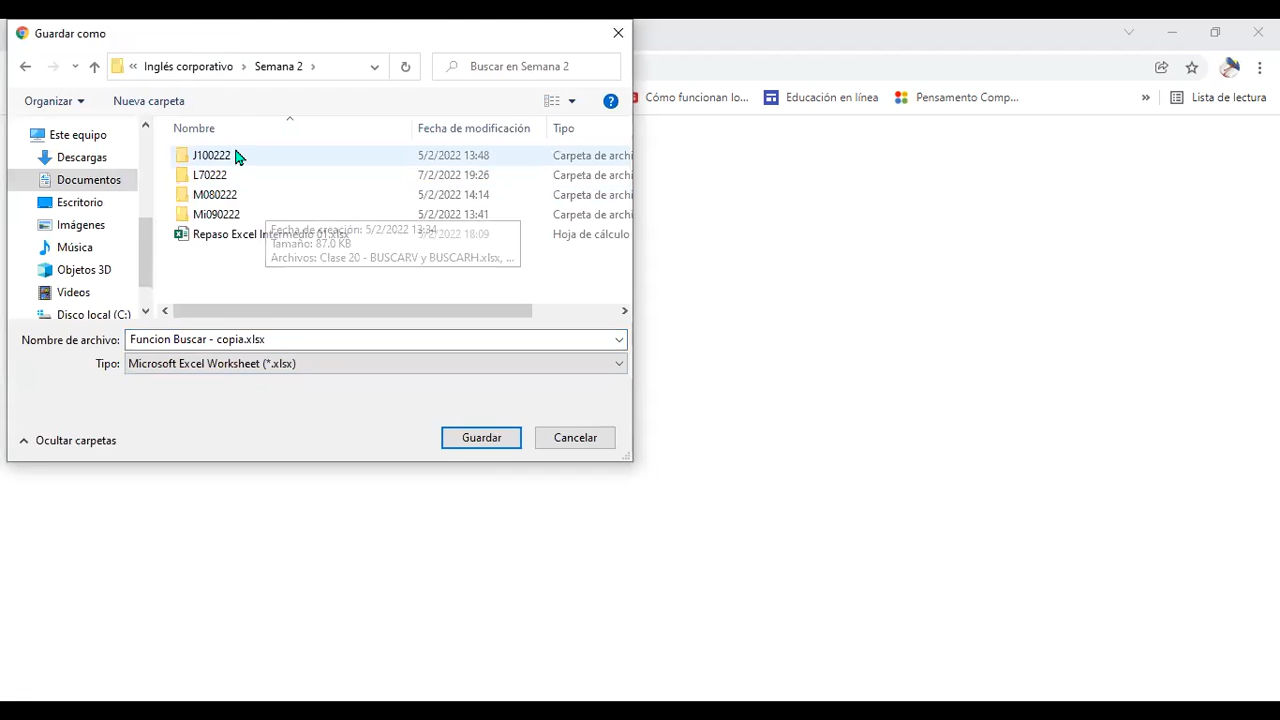 Guardar como
Inglés corporativo › Semana 2 ›
Buscar en Semana 2
Cómo funcionan lo...
Educación en línea
Pensamento Comp...
»
Lista de lectura
Organizar
Nueva carpeta
Este equipo
Descargas
Documentos
Escritorio
Imágenes
Música
Objetos 3D
Videos
Disco local (C:)
Nombre
Fecha de modificación
Tipo
J100222
5/2/2022 13:48
Carpeta de archi
L70222
7/2/2022 19:26
Carpeta de archi
M080222
5/2/2022 14:14
Carpeta de archi
Mi090222
5/2/2022 13:41
Carpeta de archi
Repaso Excel Intermedio 01.xlsx
18:09
Hoja de cálculo
Fecha de creación: 5/2/2022 13:34
Tamaño: 87.0 KB
Archivos: Clase 20 - BUSCARV y BUSCARH.xlsx, ...
Nombre de archivo: Funcion Buscar - copia.xlsx
Tipo: Microsoft Excel Worksheet (*.xlsx)
Ocultar carpetas
Guardar
Cancelar